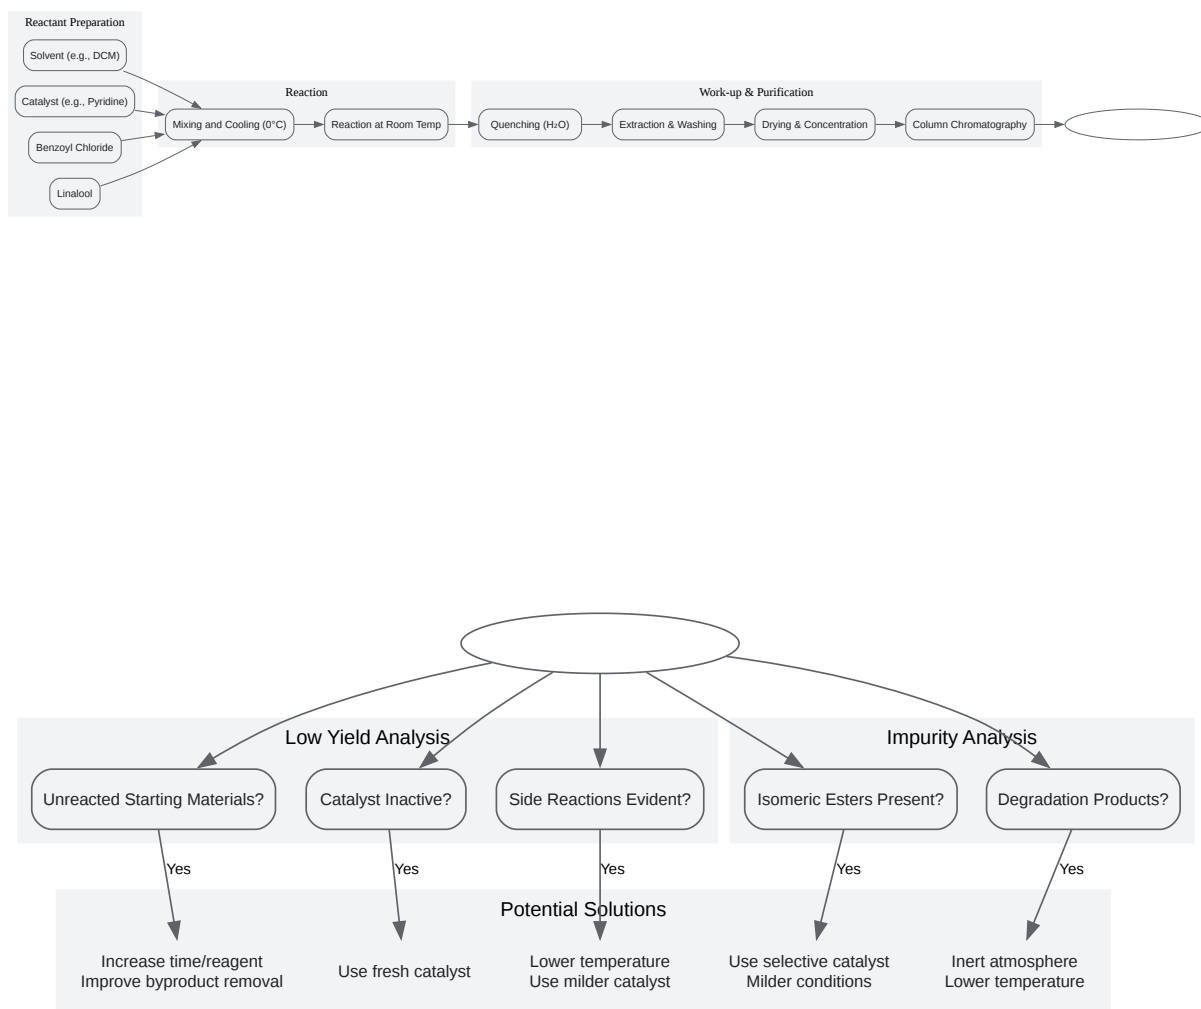 Reactant Preparation
Solvent (e.g., DCM)
Catalyst (e.g., Pyridine)
Benzoyl Chloride
Linalool
Reaction
Mixing and Cooling (0°C)
Reaction at Room Temp
Work-up & Purification
Quenching (H₂O)
Extraction & Washing
Drying & Concentration
Column Chromatography
Low Yield Analysis
Unreacted Starting Materials?
Catalyst Inactive?
Side Reactions Evident?
Impurity Analysis
Isomeric Esters Present?
Degradation Products?
Yes
Yes
Yes
Yes
Yes
Potential Solutions
Increase time/reagent
Improve byproduct removal
Use fresh catalyst
Lower temperature
Use milder catalyst
Use selective catalyst
Milder conditions
Inert atmosphere
Lower temperature